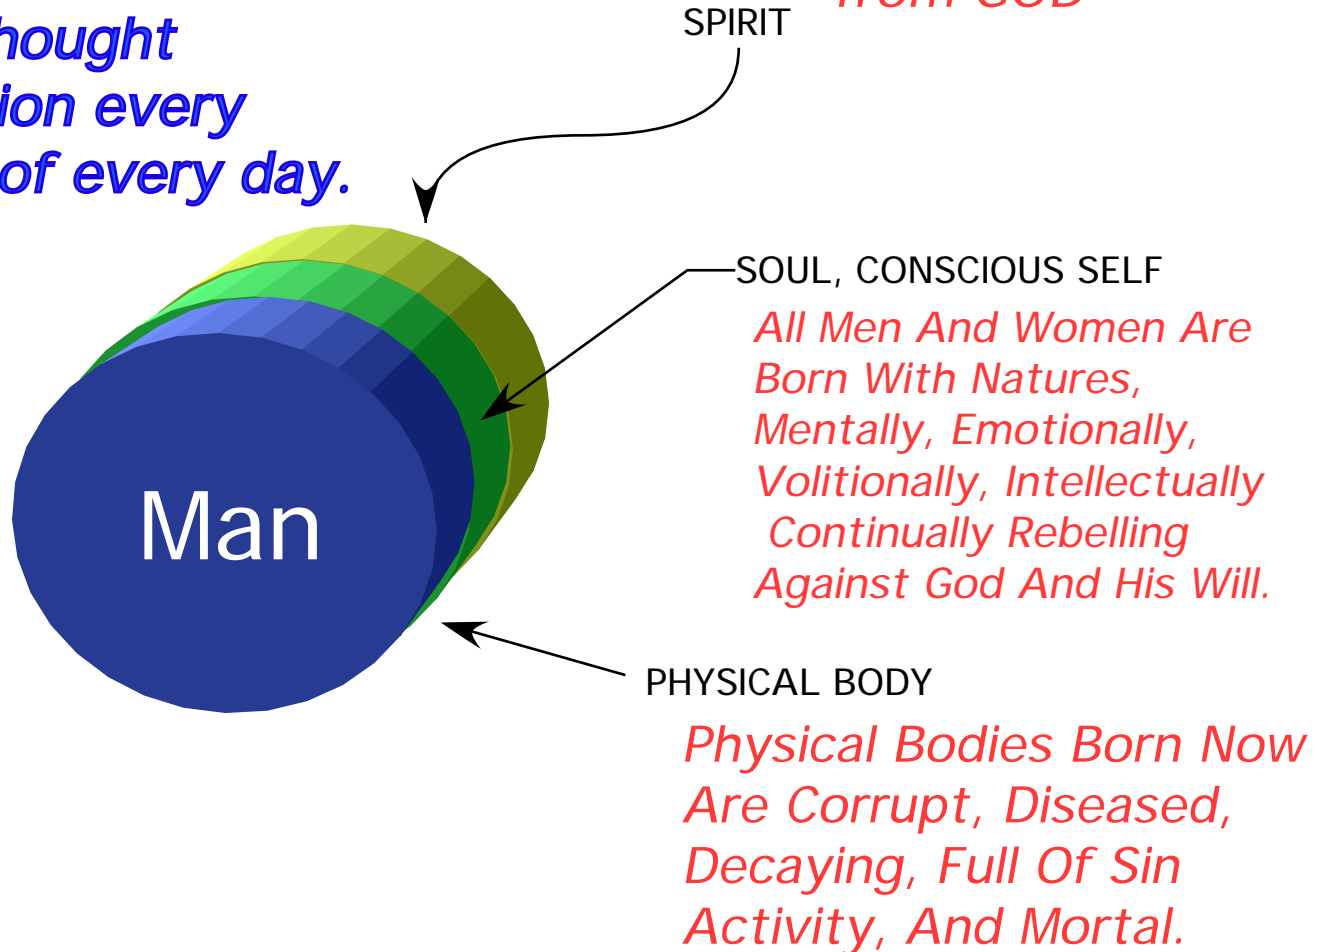 from GOD
SPIRIT
hought
ion every
of every day.
SOUL, CONSCIOUS SELF
All Men And Women Are
Born With Natures,
Mentally, Emotionally,
Volitionally, Intellectually
Continually Rebelling
Against God And His Will.
Man
PHYSICAL BODY
Physical Bodies Born Now
Are Corrupt, Diseased,
Decaying, Full Of Sin
Activity, And Mortal.